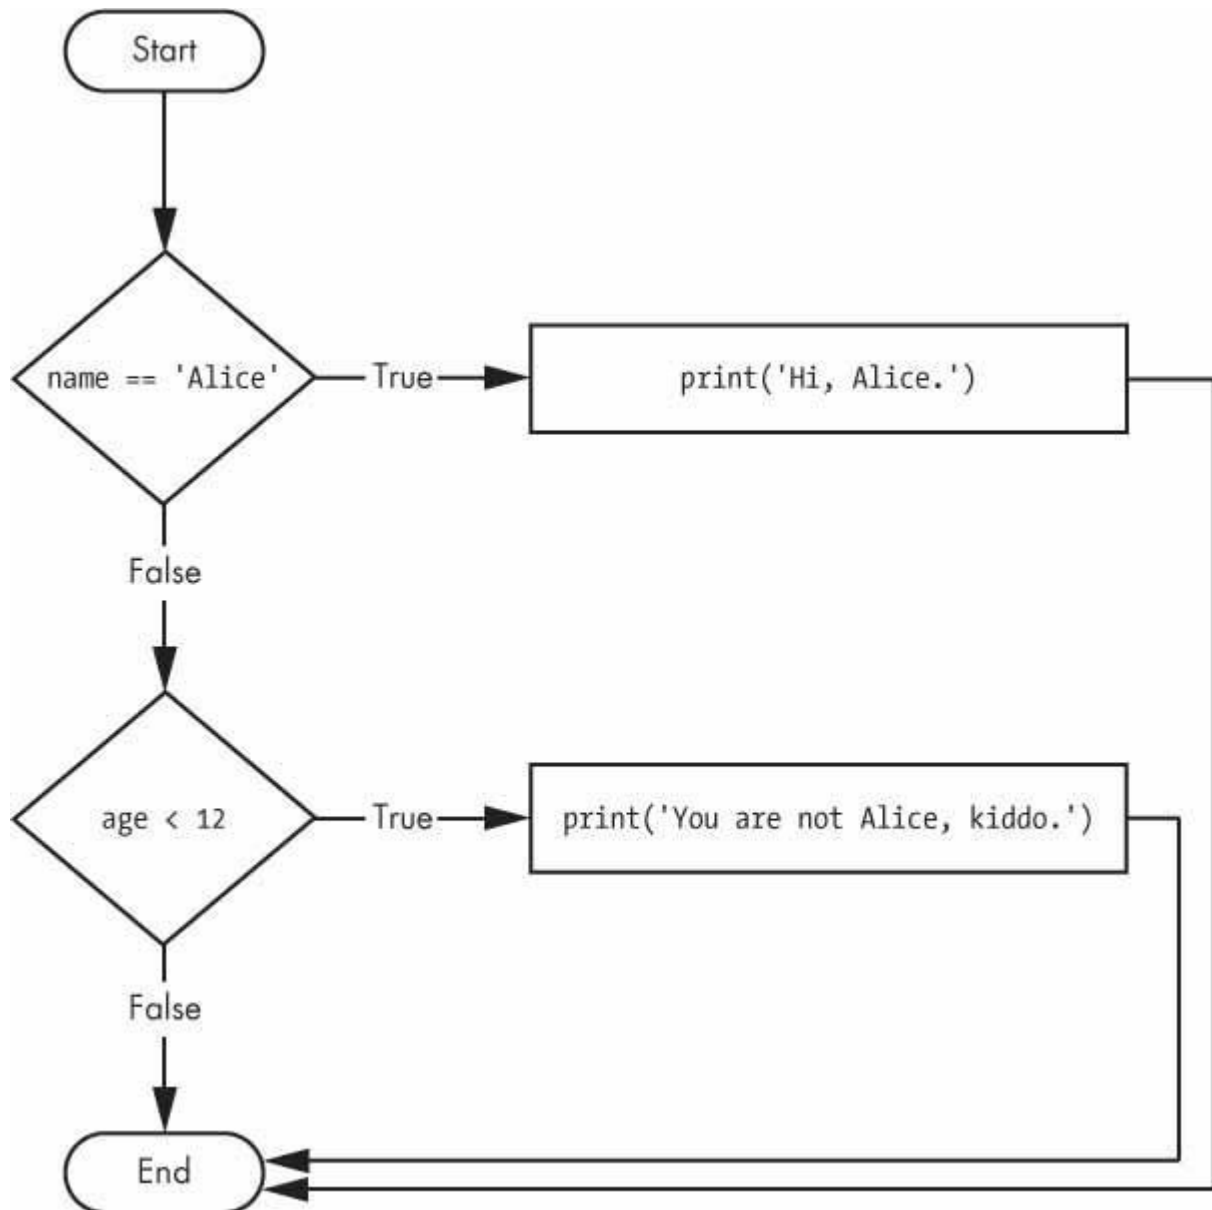 Start
name == 'Alice'
True
print('Hi, Alice.')
False
age < 12
True
print('You are not Alice, kiddo.')
False
End